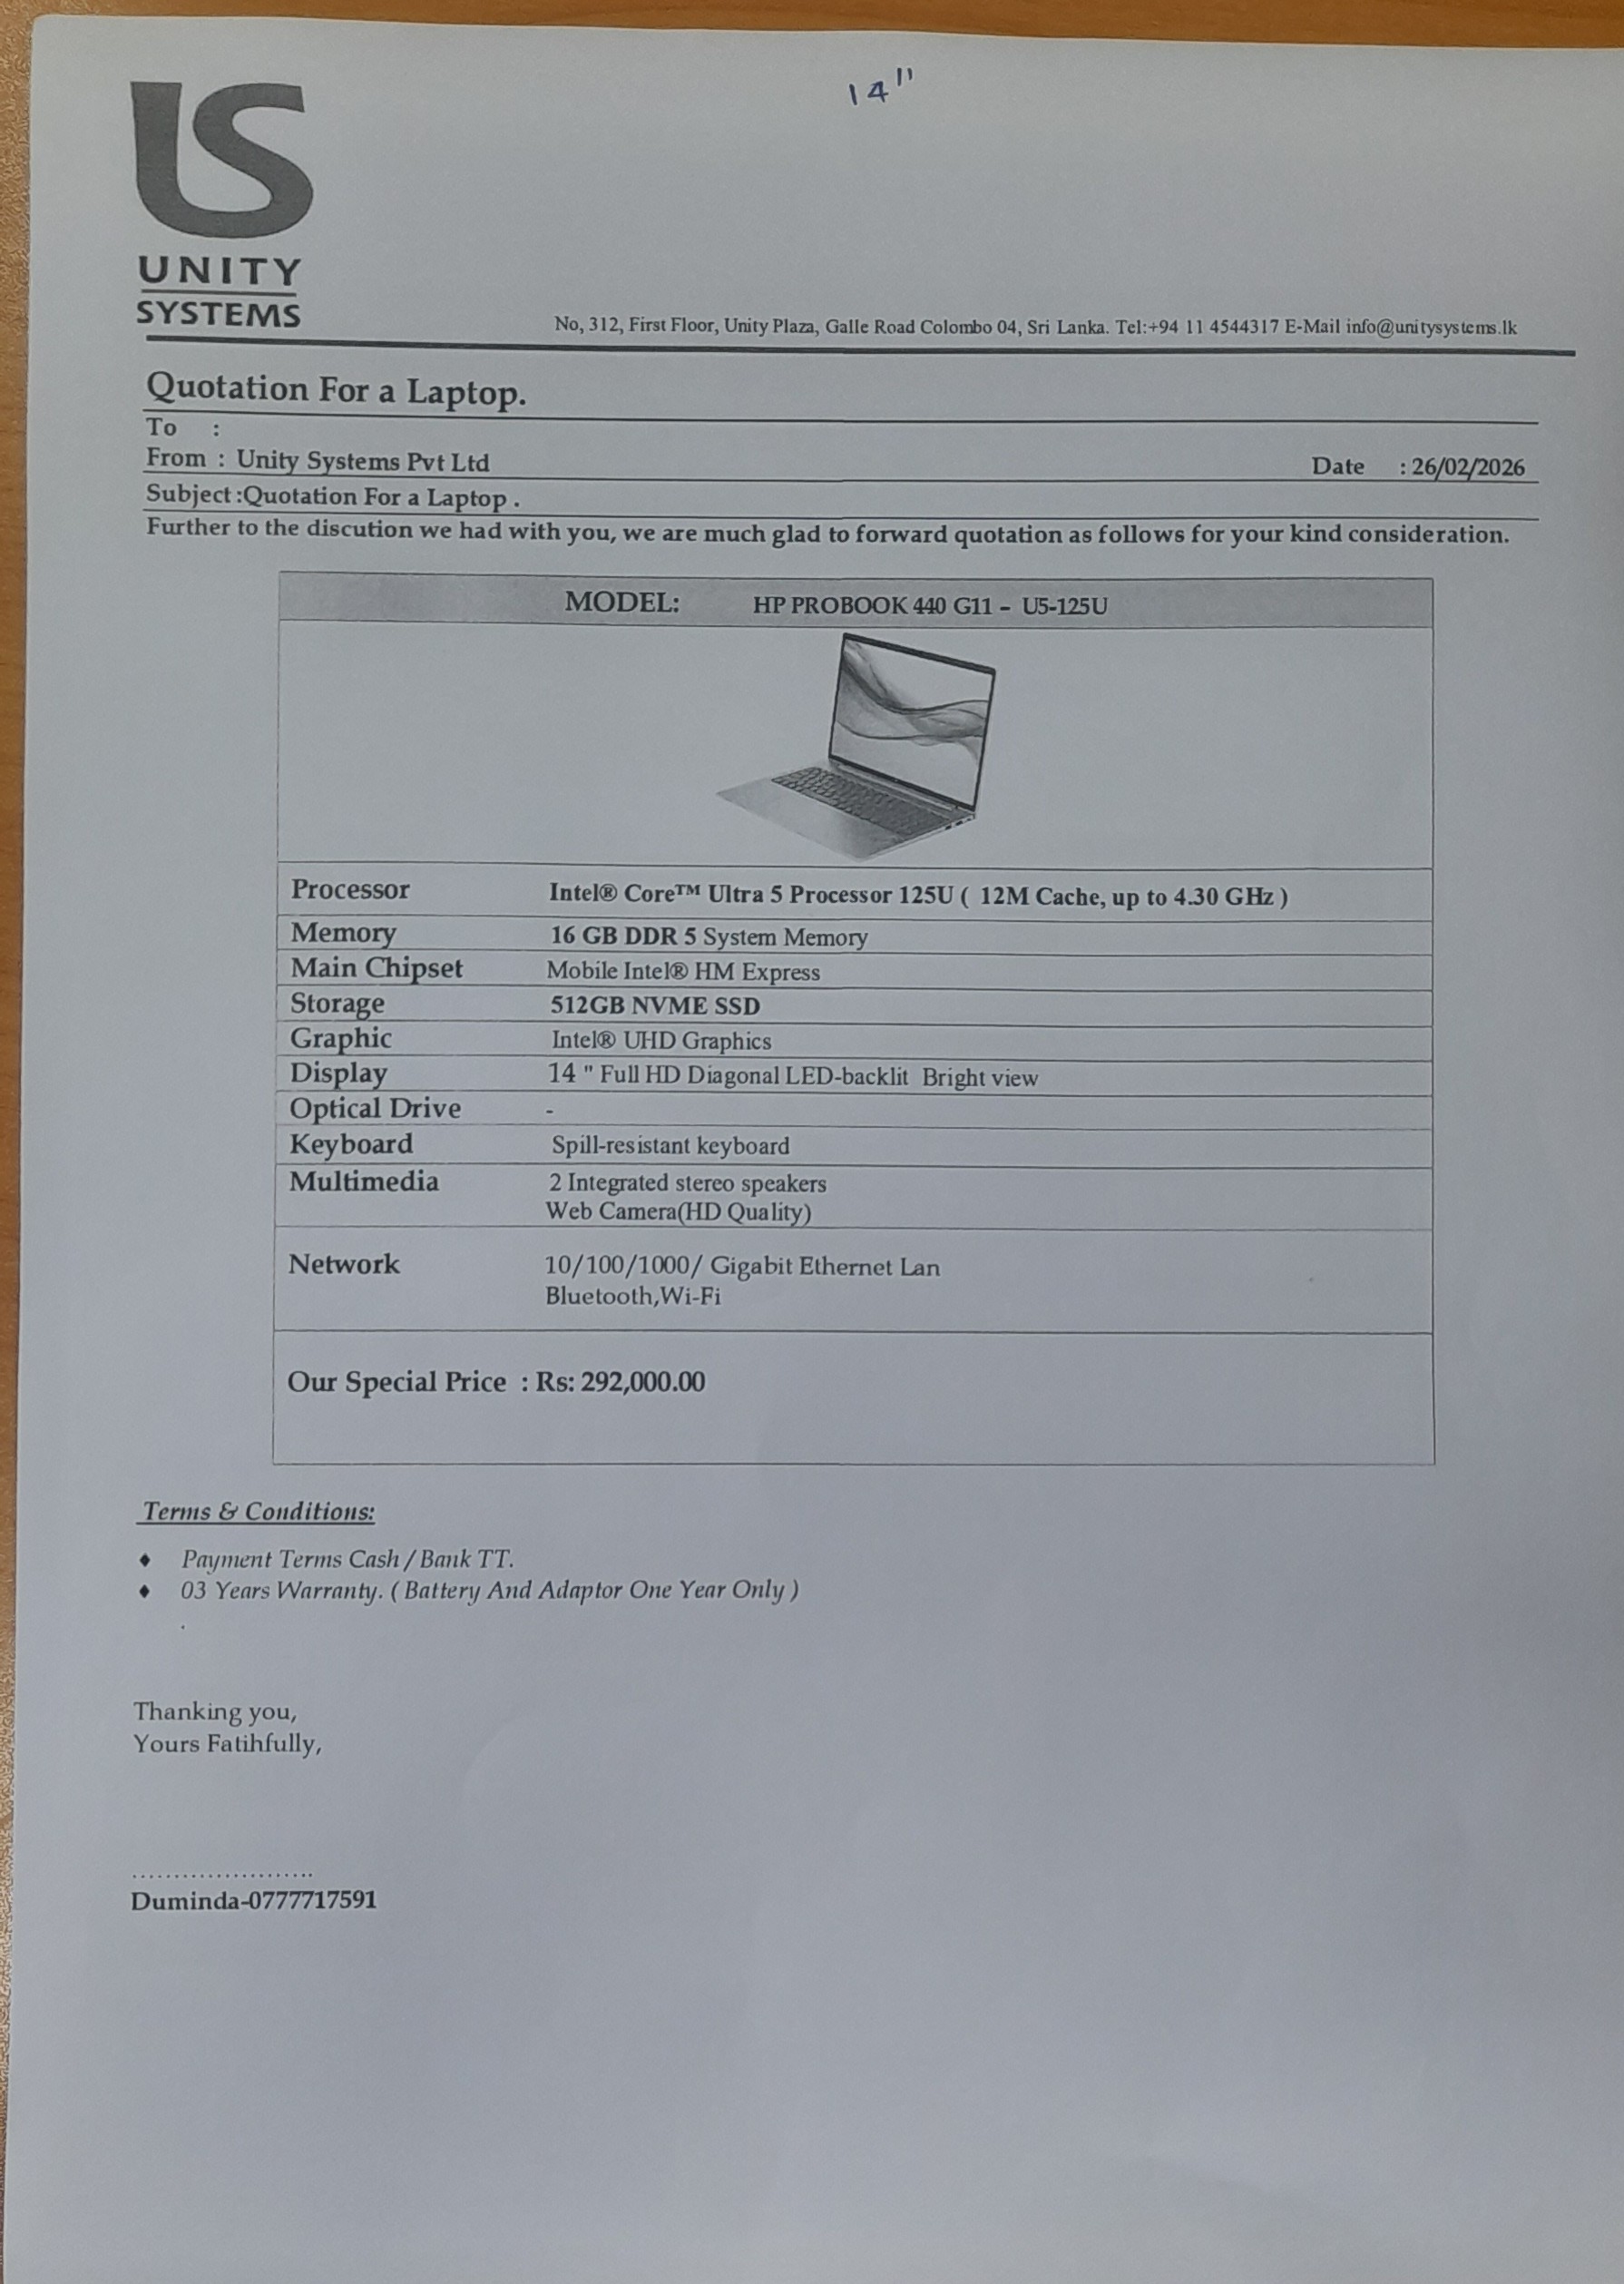 14"
US
UNITY
SYSTEMS
No, 312, First Floor, Unity Plaza, Galle Road Colombo 04, Sri Lanka. Tel:+94 11 4544317 E-Mail info@unitysystems.lk
Quotation For a Laptop.
To :
From : Unity Systems Pvt Ltd Date : 26/02/2026
Subject :Quotation For a Laptop .
Further to the discution we had with you, we are much glad to forward quotation as follows for your kind consideration.
MODEL: HP PROBOOK 440 G11 – U5-125U
Processor Intel® Core™ Ultra 5 Processor 125U ( 12M Cache, up to 4.30 GHz )
Memory 16 GB DDR 5 System Memory
Main Chipset Mobile Intel® HM Express
Storage 512GB NVME SSD
Graphic Intel® UHD Graphics
Display 14 " Full HD Diagonal LED-backlit Bright view
Optical Drive -
Keyboard Spill-resistant keyboard
Multimedia 2 Integrated stereo speakers
Web Camera(HD Quality)
Network 10/100/1000/ Gigabit Ethernet Lan
Bluetooth,Wi-Fi
Our Special Price : Rs: 292,000.00
Terms & Conditions:
♦ Payment Terms Cash / Bank TT.
♦ 03 Years Warranty. ( Battery And Adaptor One Year Only )
.
Thanking you,
Yours Fatihfully,
........................
Duminda-0777717591